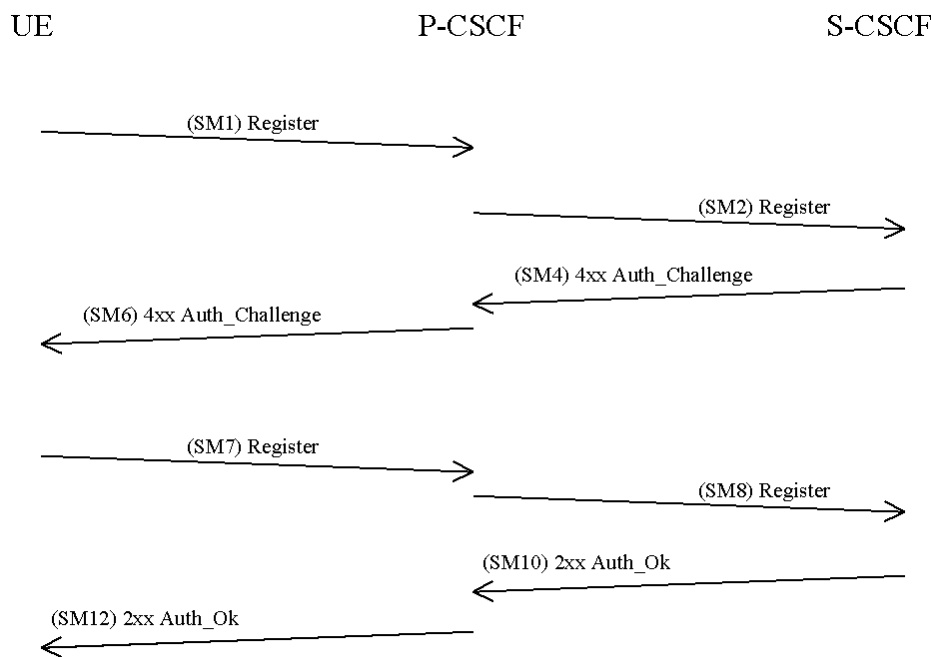 UE P-CSCF S-CSCF
(SM1) Register
(SM2) Register
(SM4) 4xx Auth_Challenge
(SM6) 4xx Auth_Challenge
(SM7) Register
(SM8) Register
(SM10) 2xx Auth_Ok
(SM12) 2xx Auth_Ok